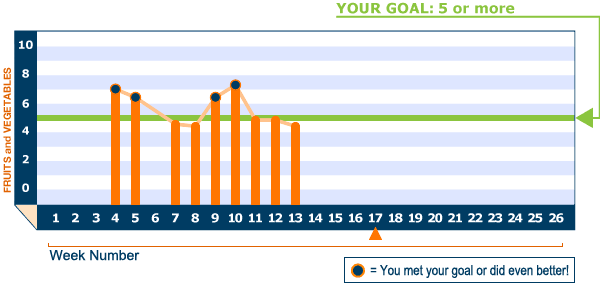 YOUR GOAL: 5 or more
FRUITS and VEGETABLES
10
8
6
4
2
0
1 2 3 4 5 6 7 8 9 10 11 12 13 14 15 16 17 18 19 20 21 22 23 24 25 26
Week Number
= You met your goal or did even better!